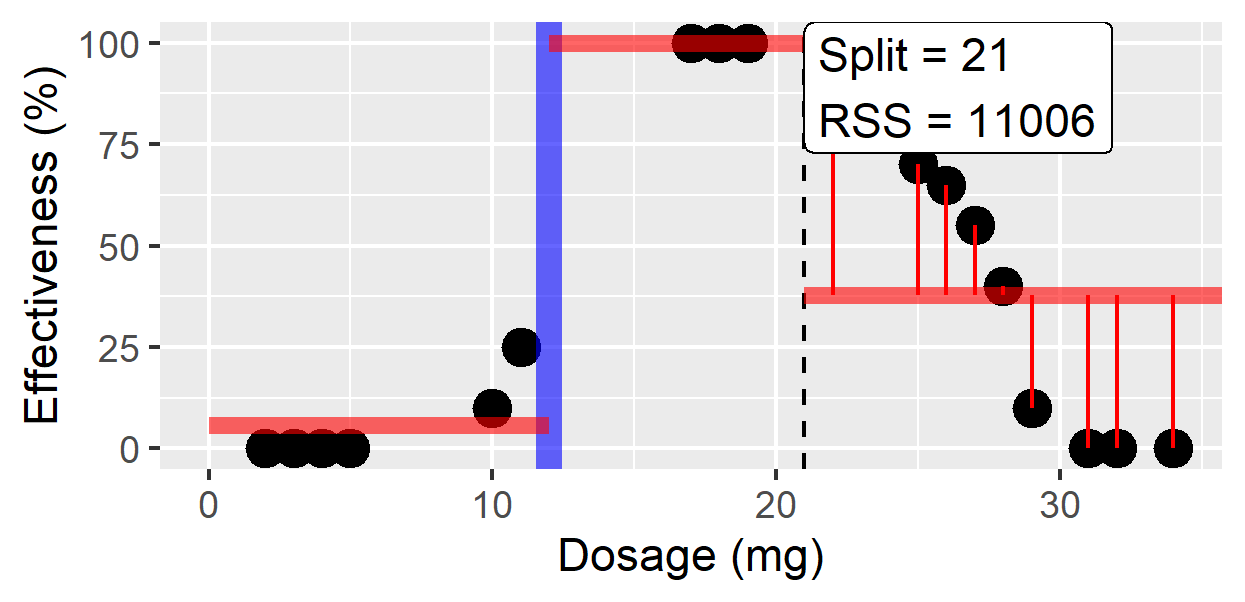 Effectiveness (%)
100
75
50
25
0
Split = 21
RSS = 11006
0 10 20 30
Dosage (mg)